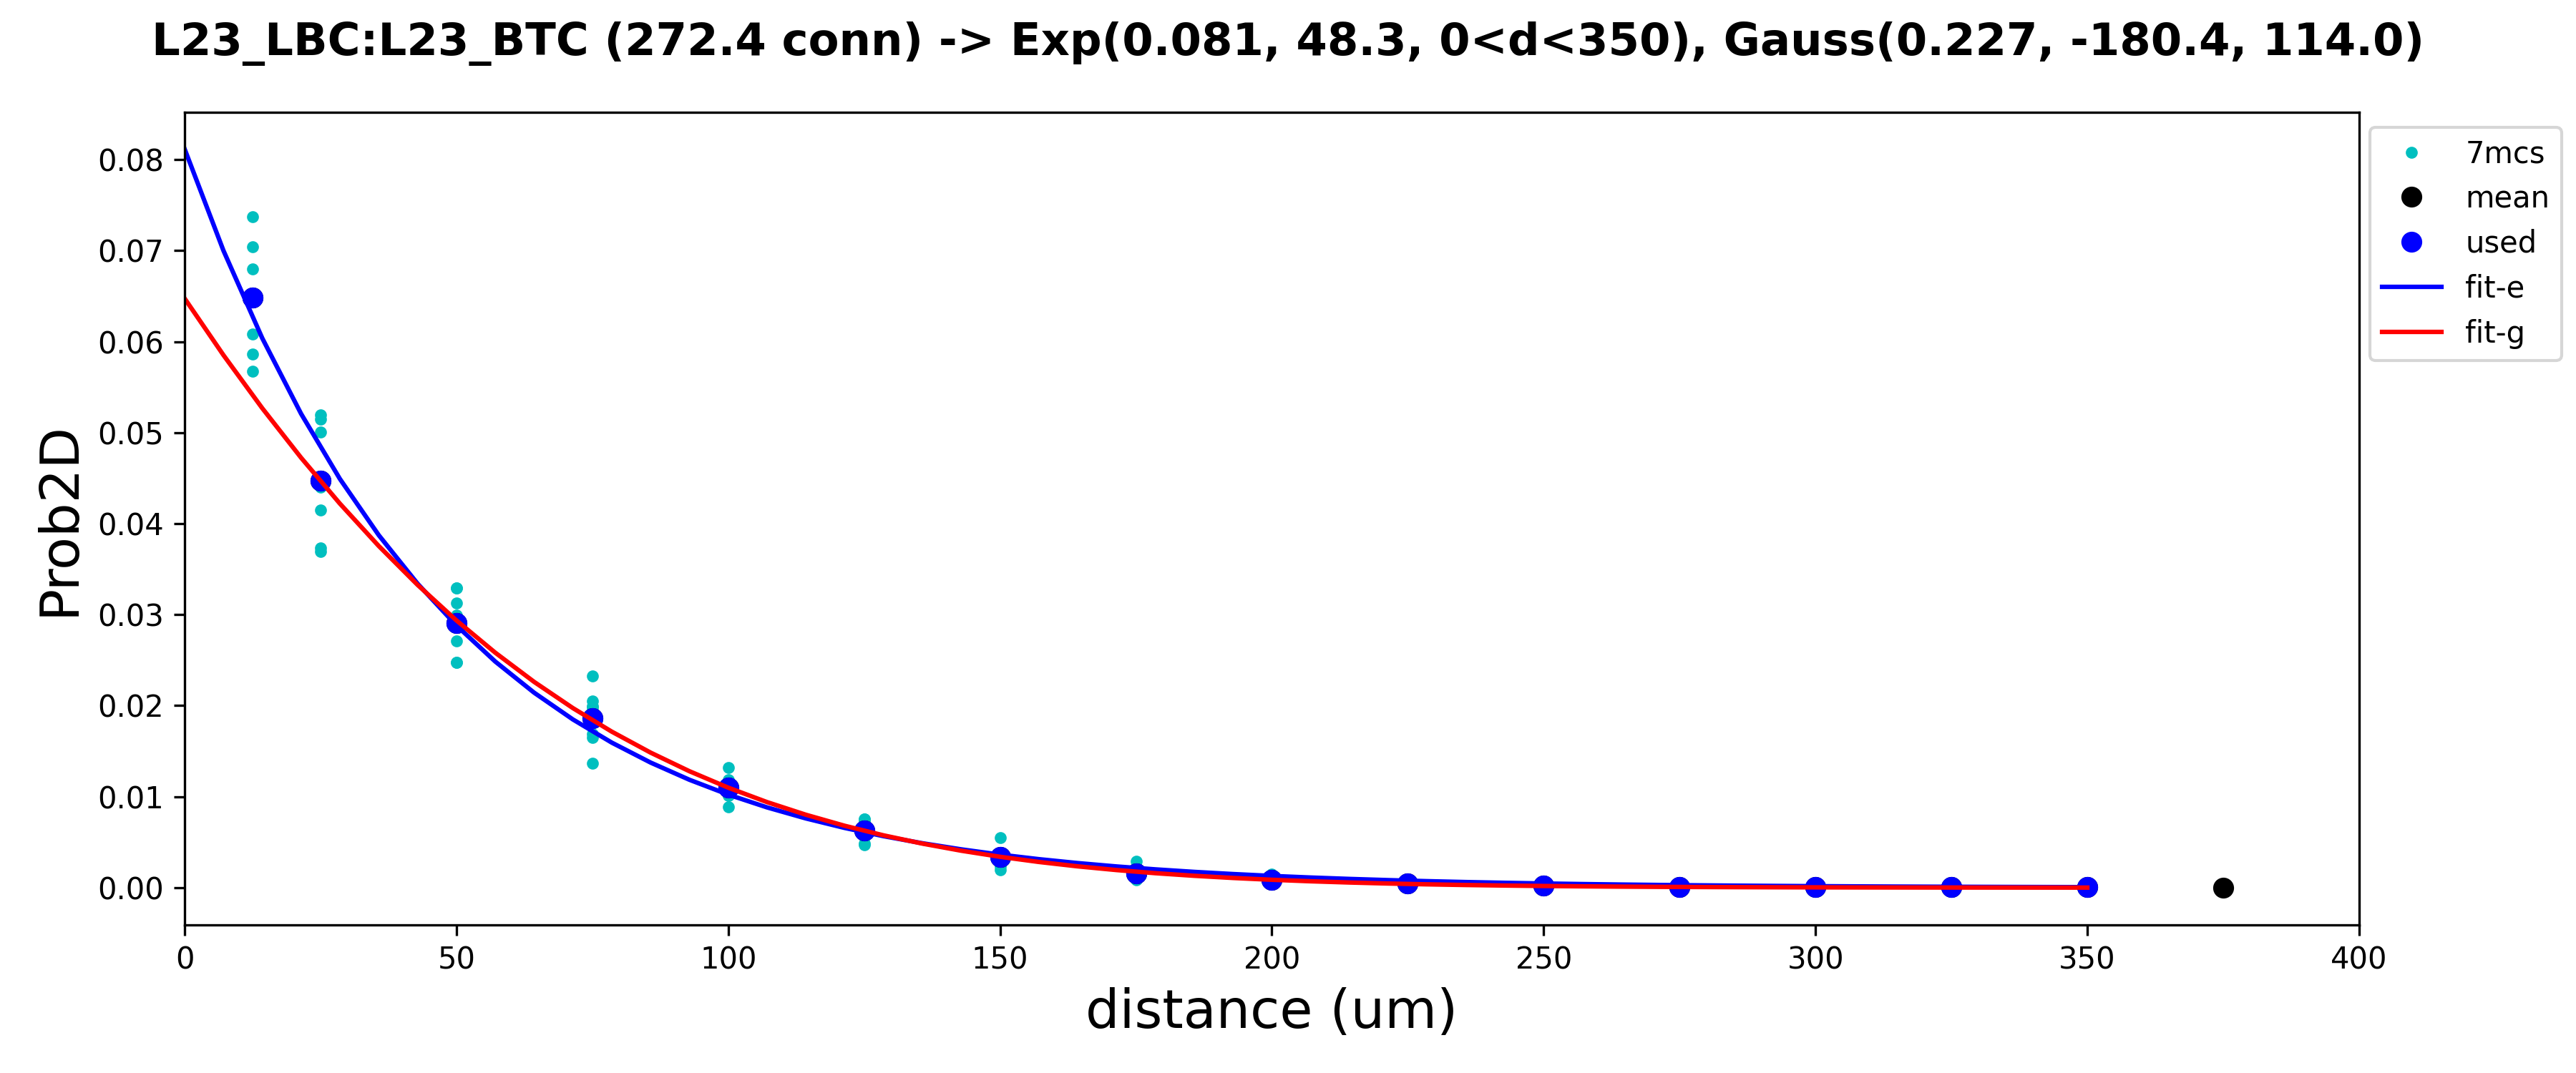 L23_LBC:L23_BTC (272.4 conn) -> Exp(0.081, 48.3, 0<d<350), Gauss(0.227, -180.4, 114.0)
7mcs
mean
used
fit-e
fit-g
Prob2D
0.08
0.07
0.06
0.05
0.04
0.03
0.02
0.01
0.00
0 50 100 150 200 250 300 350 400
distance (um)